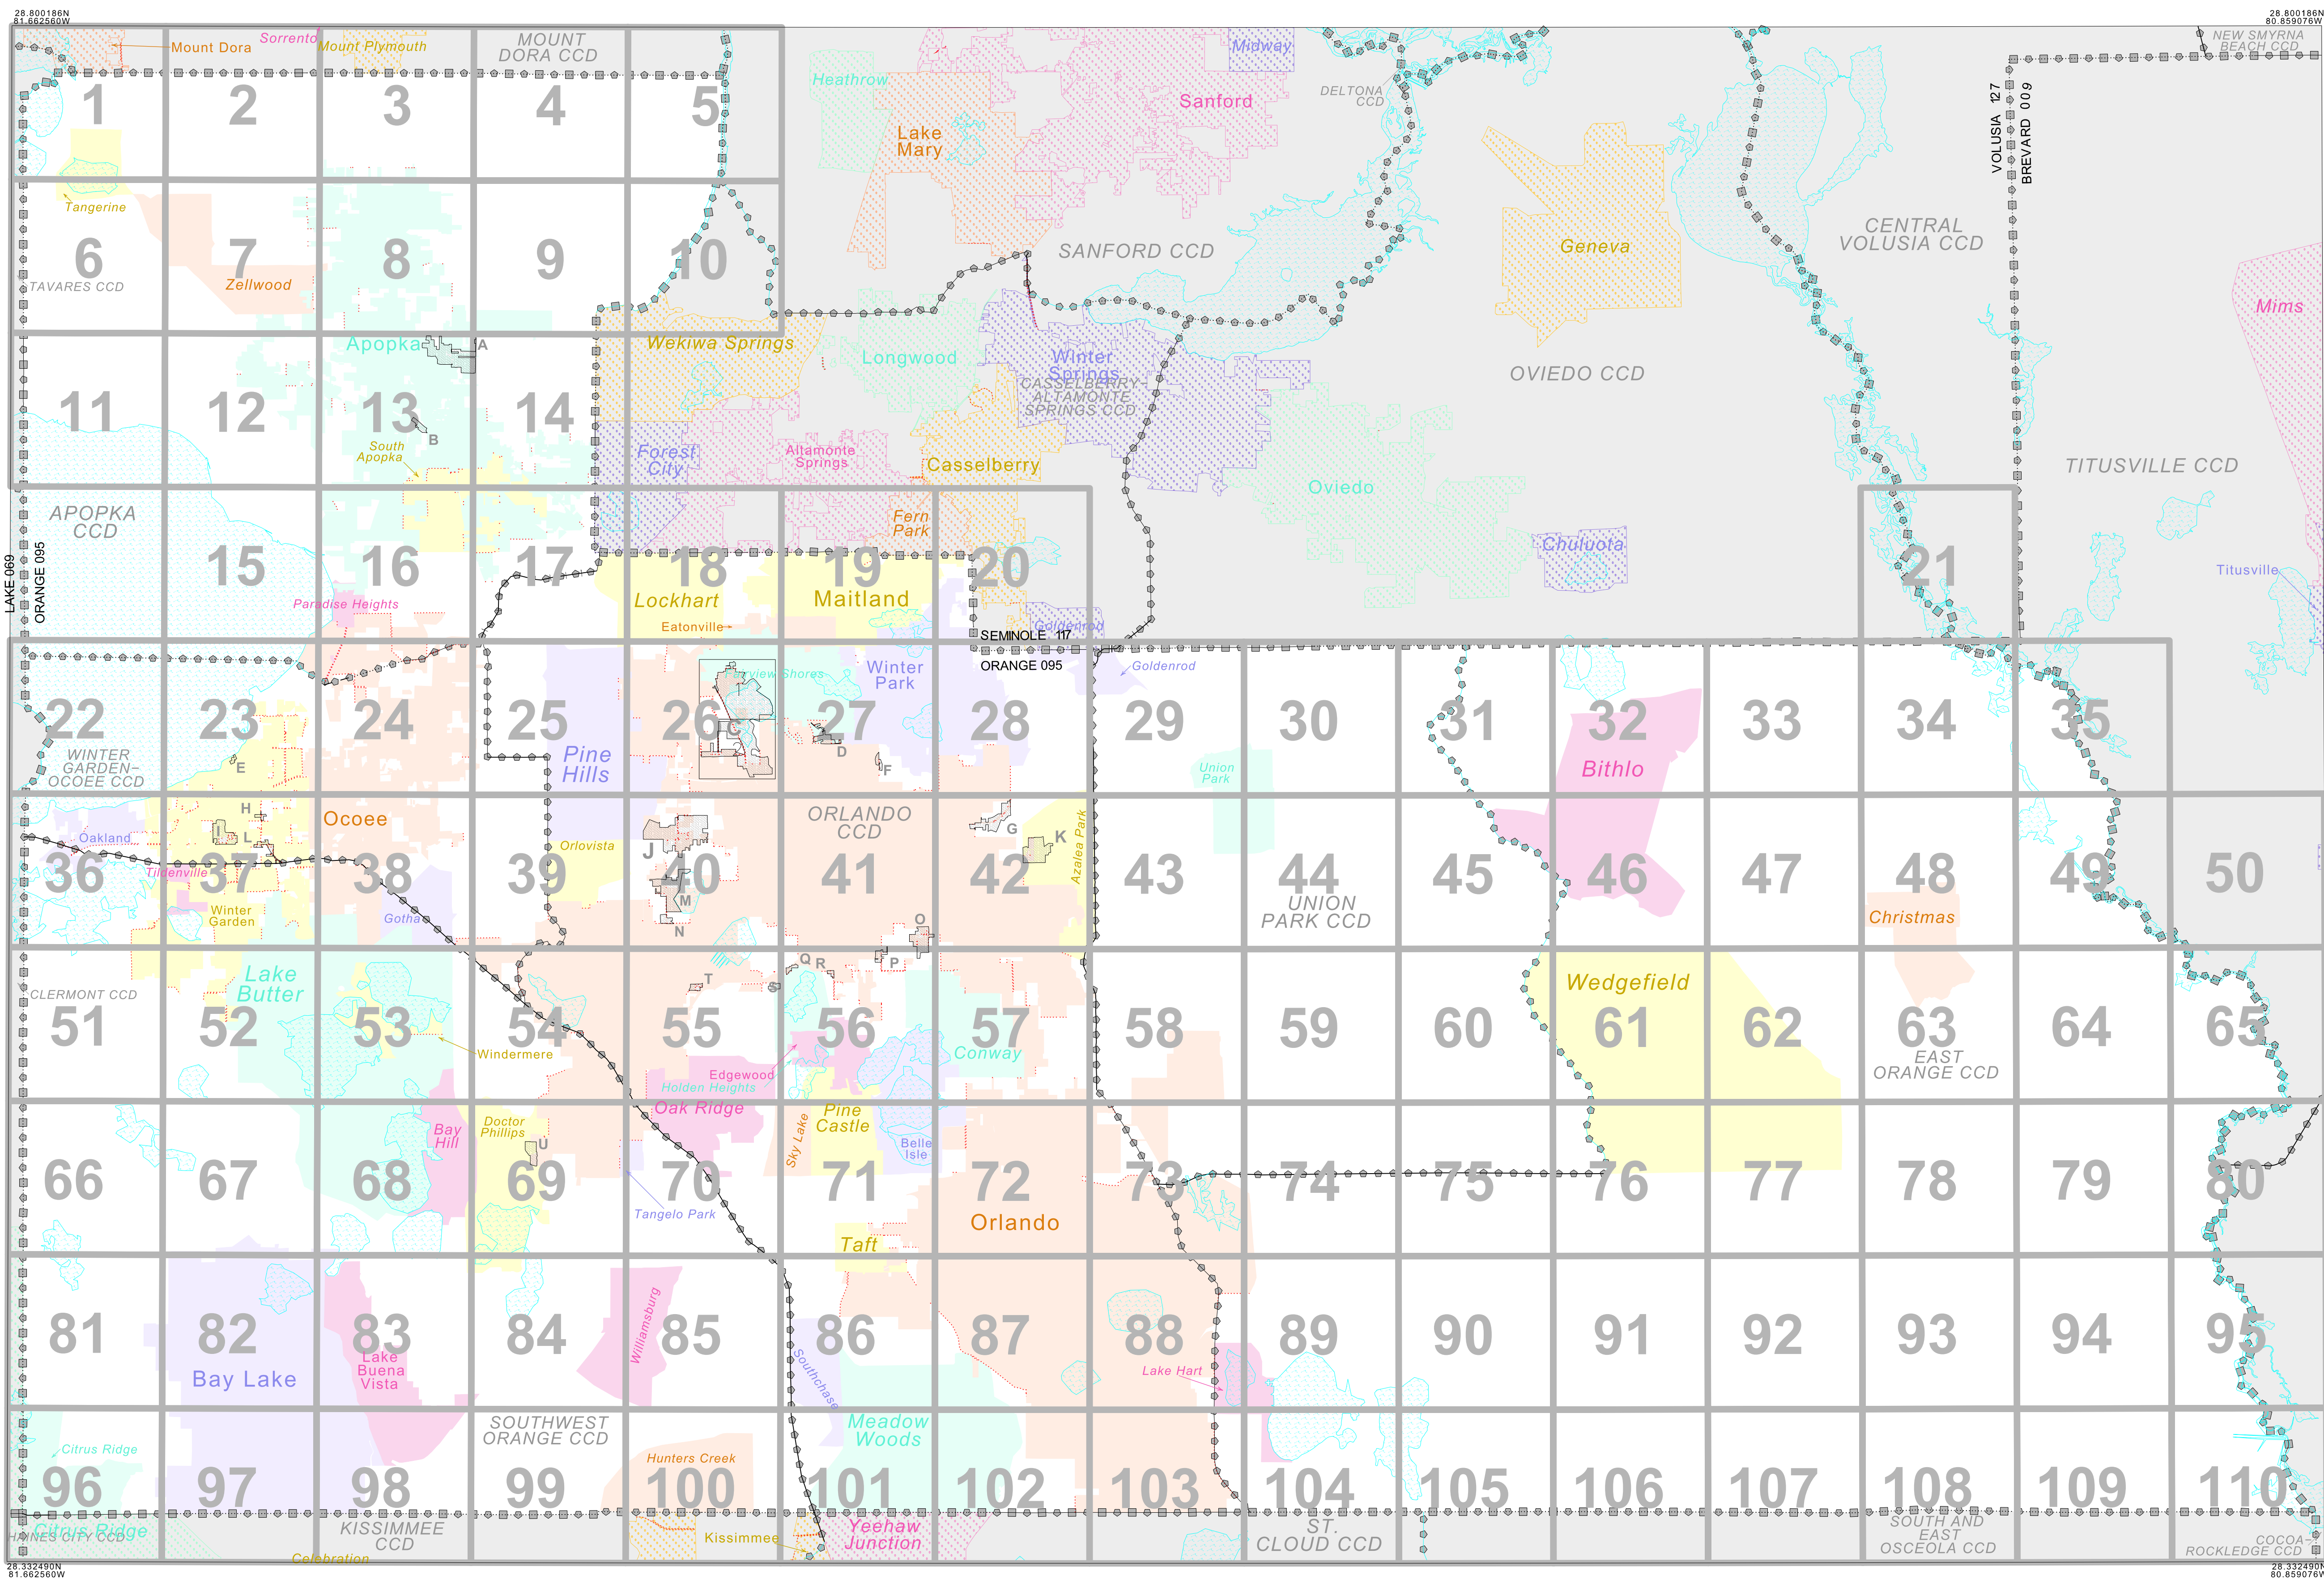 28.800186N
81.662560W
28.800186N
80.859076W
Mount Dora
Sorrento
Mount Plymouth
MOUNT
DORA CCD
Midway
NEW SMYRNA
BEACH CCD
Heathrow
DELTONA
CCD
Sanford
Lake
Mary
VOLUSIA 127
BREVARD 009
1
2
3
4
5
Tangerine
SANFORD CCD
Geneva
CENTRAL
VOLUSIA CCD
6
7
8
9
10
TAVARES CCD
Zellwood
Mims
Apopka
A
Wekiwa Springs
Longwood
Winter
Springs
CASSELBERRY-
ALTAMONTE
SPRINGS CCD
OVIEDO CCD
11
12
13
14
B
South
Apopka
Forest
City
Altamonte
Springs
Casselberry
TITUSVILLE CCD
Oviedo
APOPKA
CCD
Fern
Park
Chuluota
15
16
17
18
19
20
21
LAKE 069
ORANGE 095
Titusville
Paradise Heights
Lockhart
Maitland
Eatonville
Goldenrod
SEMINOLE 117
ORANGE 095
Goldenrod
Fairview Shores
Winter
Park
22
23
24
25
26
C
27
28
29
30
31
32
33
34
35
WINTER
GARDEN-
OCOEE CCD
E
Pine
Hills
D
F
Union
Park
Bithlo
H
I
L
Oakland
Ocoee
ORLANDO
CCD
G
K
J
Orlovista
Azalea Park
Tildenville
36
37
38
39
40
41
42
43
44
45
46
47
48
49
50
M
Winter
Garden
Gotha
N
O
UNION
PARK CCD
Christmas
Lake
Butter
Q
R
P
T
S
Wedgefield
CLERMONT CCD
51
52
53
54
55
56
57
58
59
60
61
62
63
64
65
Windermere
Conway
EAST
ORANGE CCD
Edgewood
Holden Heights
Oak Ridge
Pine
Castle
Doctor
Phillips
Bay
Hill
U
Sky Lake
Belle
Isle
66
67
68
69
70
71
72
73
74
75
76
77
78
79
80
Tangelo Park
Orlando
Taft
81
82
83
84
85
86
87
88
89
90
91
92
93
94
95
Williamsburg
Southchase
Bay Lake
Lake
Buena
Vista
Lake Hart
SOUTHWEST
ORANGE CCD
Meadow
Woods
Citrus Ridge
Hunters Creek
96
97
98
99
100
101
102
103
104
105
106
107
108
109
110
HAINES CITY CCD
Citrus Ridge
KISSIMMEE
CCD
Celebration
Kissimmee
Yeehaw
Junction
ST.
CLOUD CCD
SOUTH AND
EAST
OSCEOLA CCD
COCOA-
ROCKLEDGE CCD
28.332490N
81.662560W
28.332490N
80.859076W